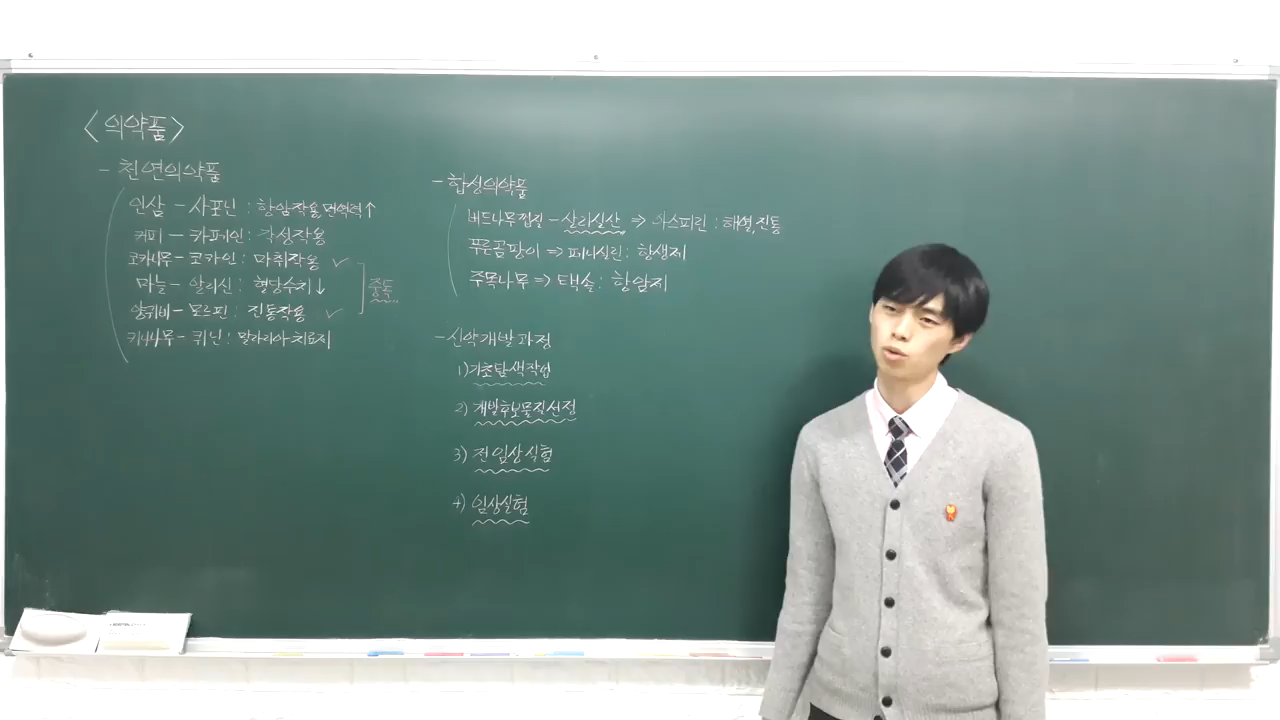 <의약품>
- 천연의약품
인삼 - 사포닌 : 항암작용 면역력↑
커피 - 카페인 : 각성작용
코카나무 - 코카인 : 마취작용 ✓
마늘 - 알리신 : 혈당수치↓
중독
양귀비 - 모르핀 : 진통작용 ✓
키나나무 - 퀴닌 : 말라리아 치료제
- 합성의약품
버드나무껍질 - 살리실산 ⇒ 아스피린 : 해열, 진통
푸른곰팡이 ⇒ 페니실린 : 항생제
주목나무 ⇒ 택솔 : 항암제
- 신약개발과정
1) 기초탐색작업
2) 개발후보물질선정
3) 전임상실험
4) 임상실험